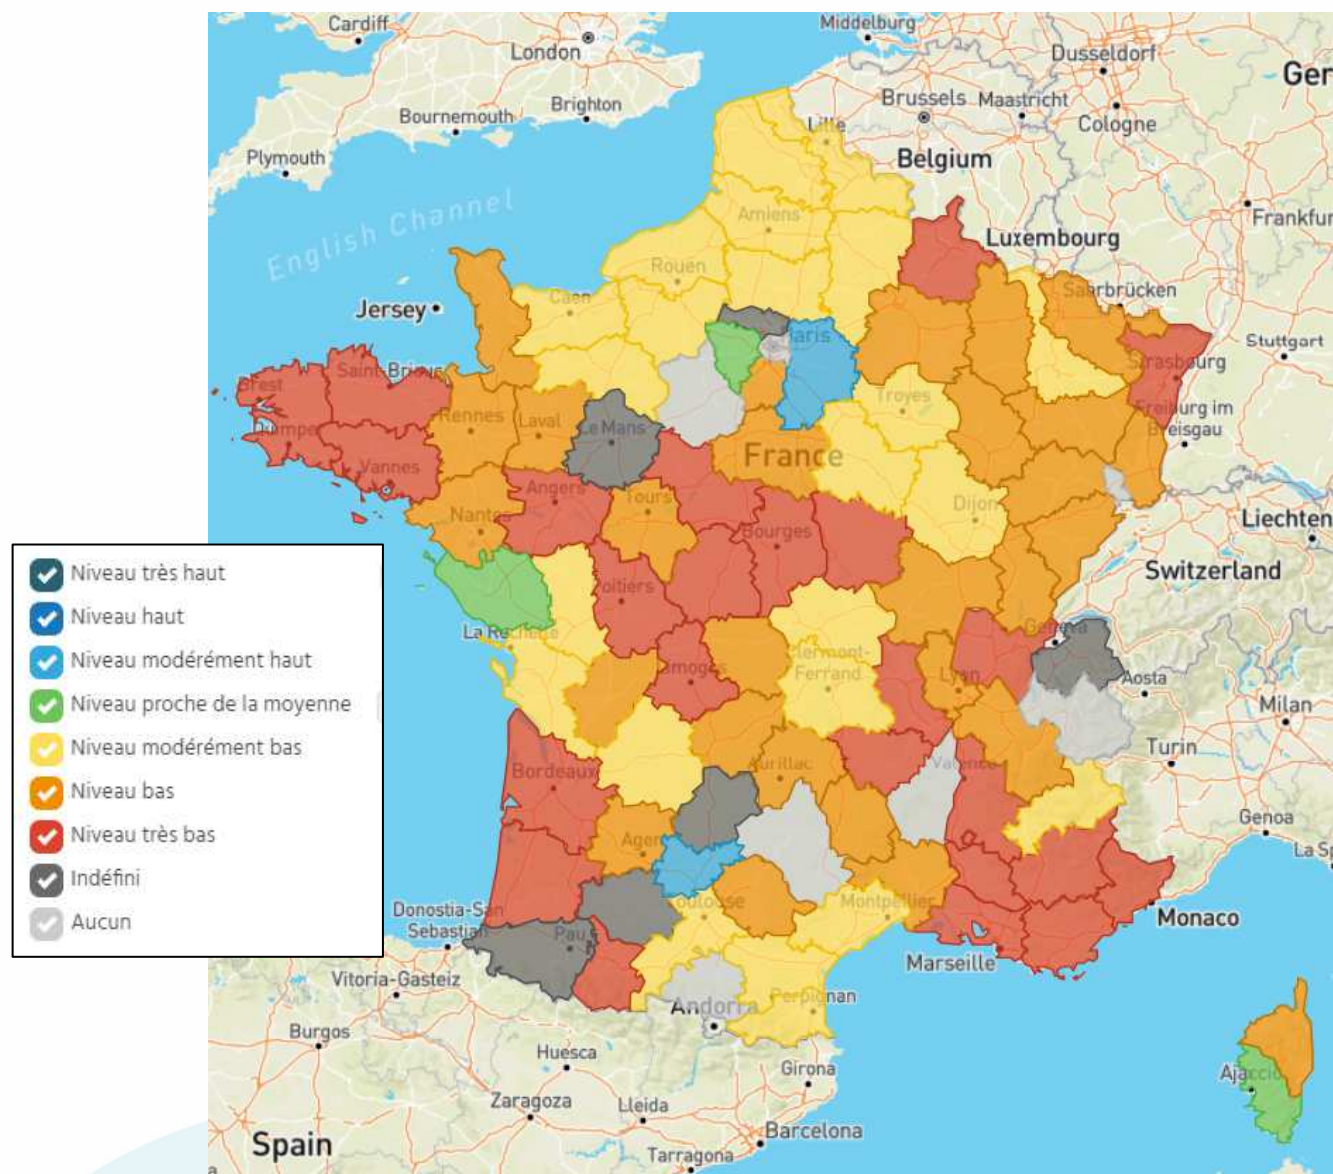 Cardiff
London
Middelburg
Dusseldorf
Ger
Brussels
Maastricht
Cologne
Brighton
Bournemouth
Lille
Plymouth
Belgium
English Channel
Amiens
Frankfur
Luxembourg
Rouen
Saarbrücken
Caen
Jersey
Paris
Stuttgart
Strasbourg
Saint-Brieuc
Brest
Troyes
Rennes
Laval
Le Mans
Freiburg im
Breisgau
Quimpe
Vannes
France
Angers
Tours
Dijon
Nantes
Bourges
Liechten
Switzerland
Niveau très haut
Niveau haut
Niveau modérément haut
Niveau proche de la moyenne
Niveau modérément bas
Niveau bas
Niveau très bas
Indéfini
Aucun
Poitiers
La Rochelle
Geneva
Clermont-
Ferrand
Limoges
Lyon
Aosta
Milan
Turin
Bordeaux
Aurillac
Valence
Genoa
La Sp
Agen
Donostia-San
Sebastian
Toulouse
Montpellier
Monaco
Pau
Marseille
Vitoria-Gasteiz
Perpignan
Andorra
Burgos
Huesca
Girona
Ajaccio
Zaragoza
Lleida
Barcelona
Spain
Tarragona